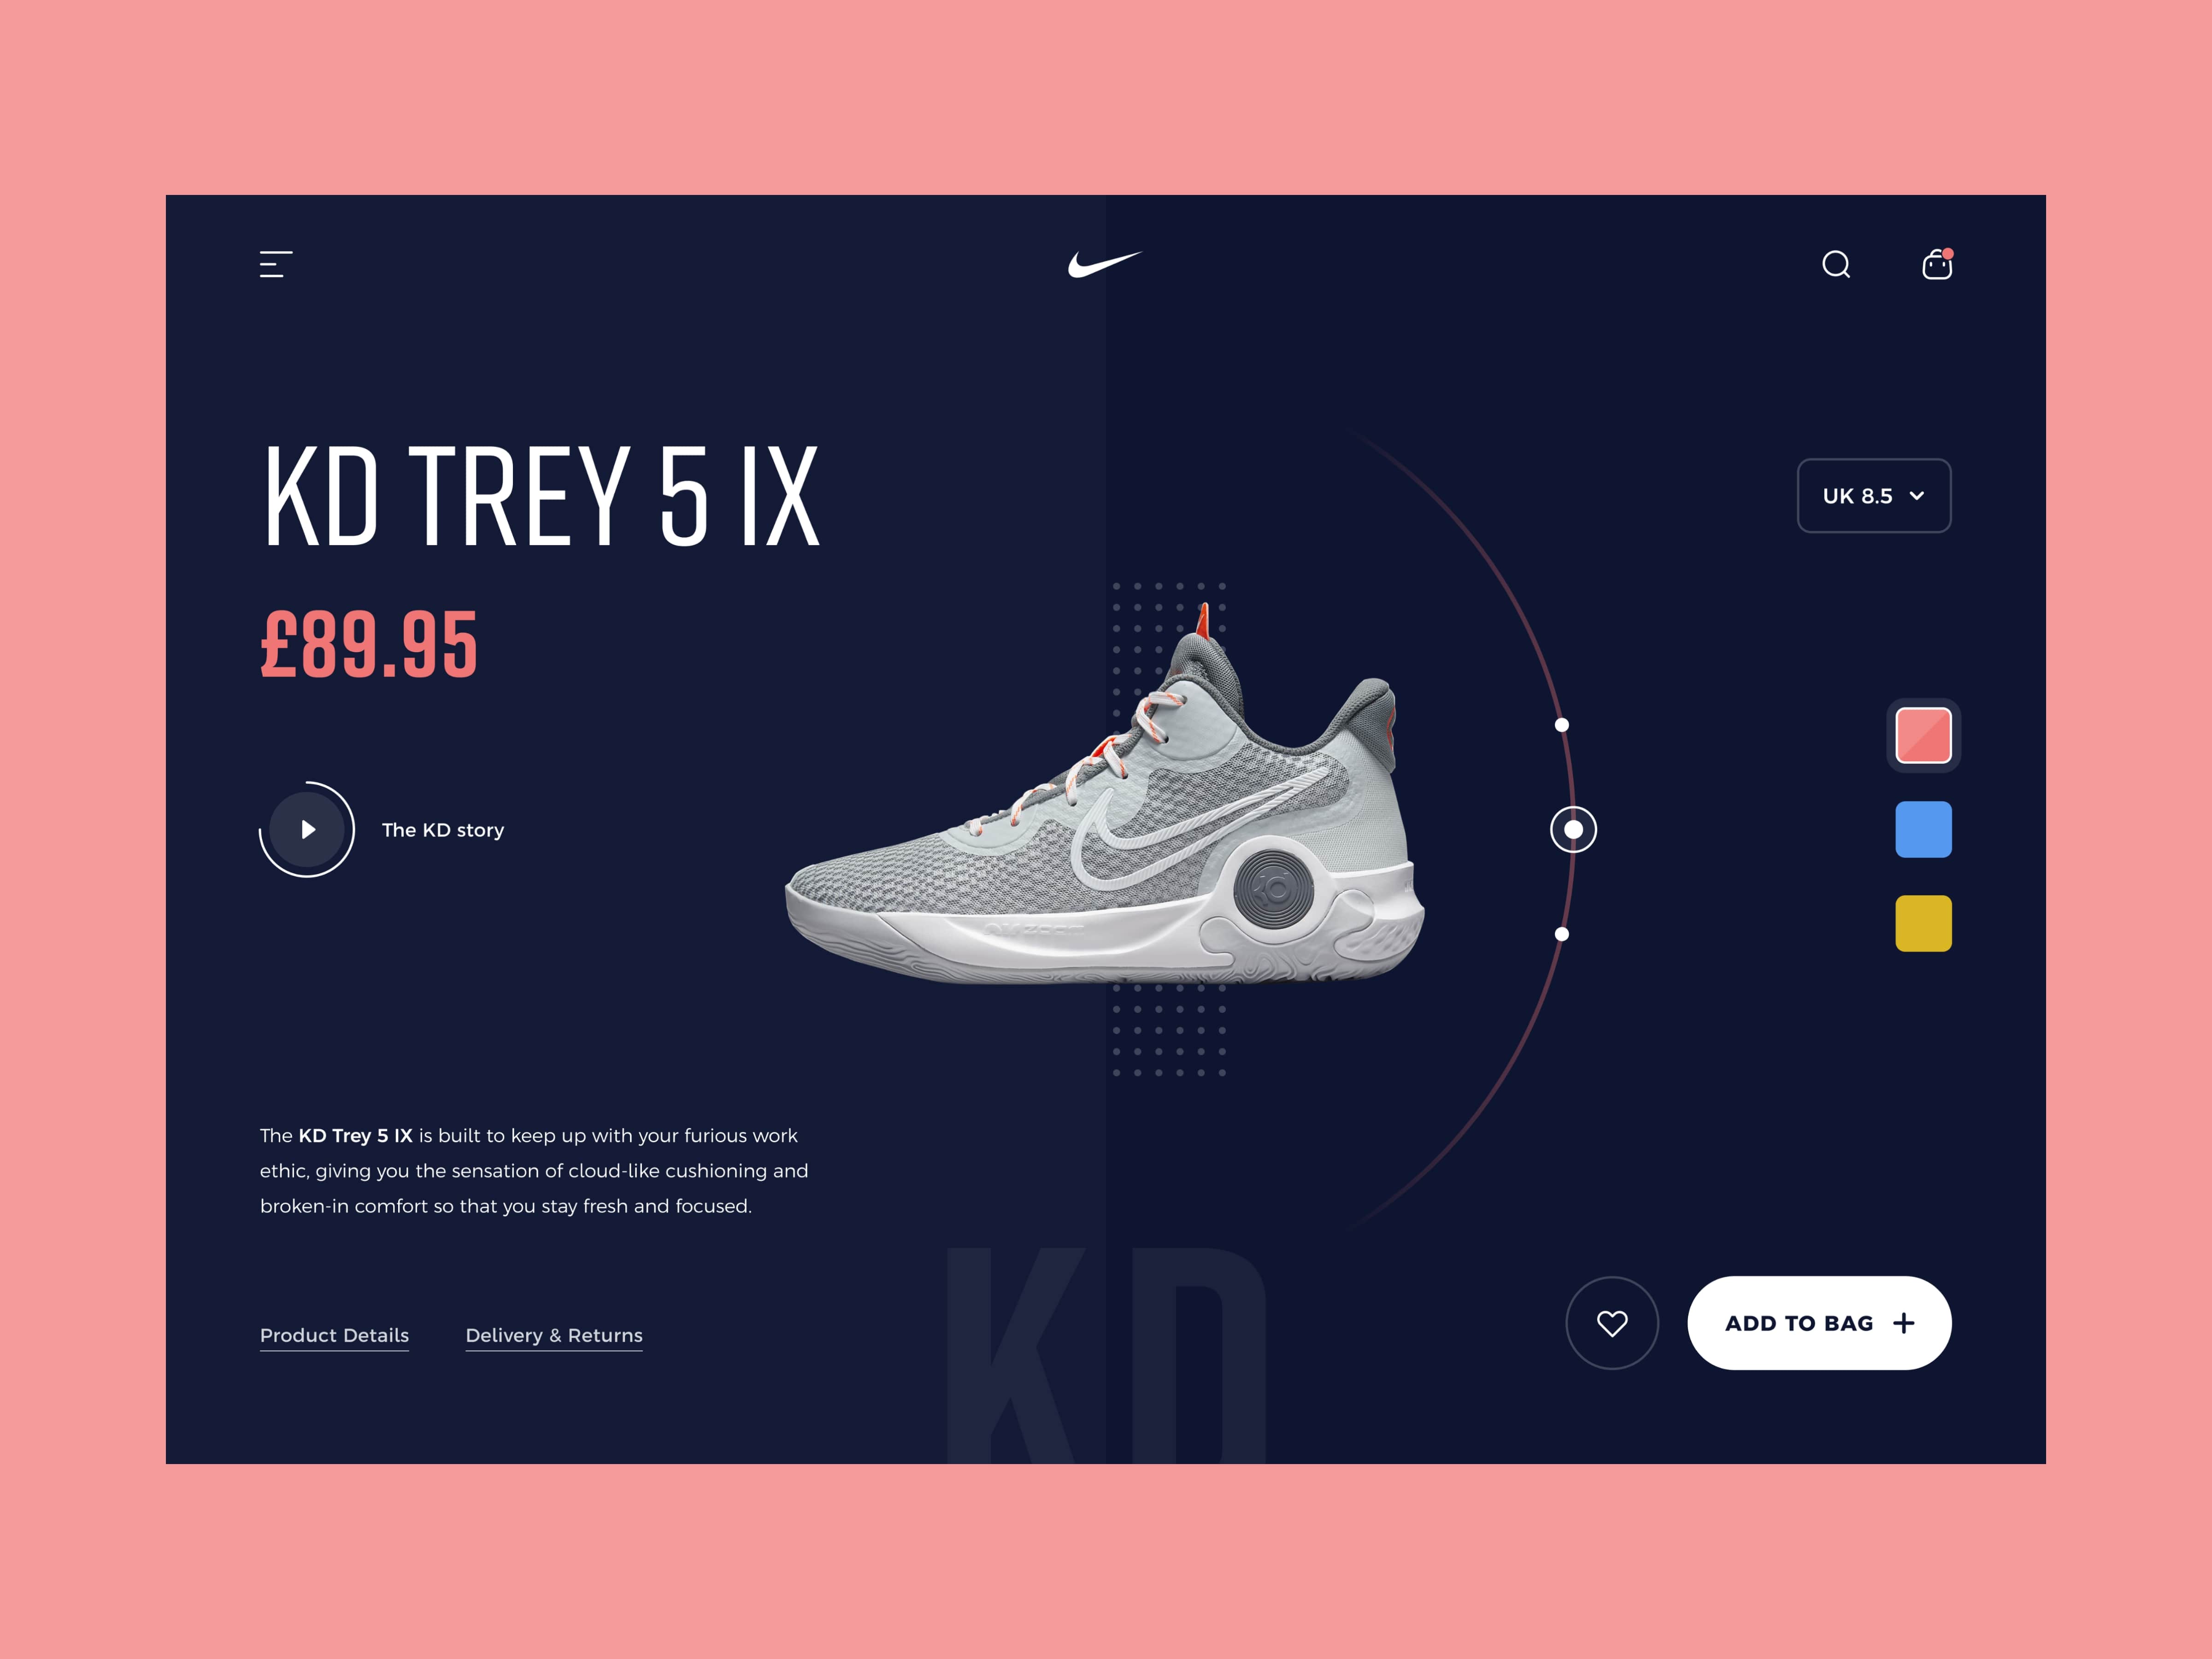 KD TREY 5 IX
UK 8.5
£89.95
The KD story
The KD Trey 5 IX is built to keep up with your furious work
ethic, giving you the sensation of cloud-like cushioning and
broken-in comfort so that you stay fresh and focused.
KD
Product Details
Delivery & Returns
ADD TO BAG